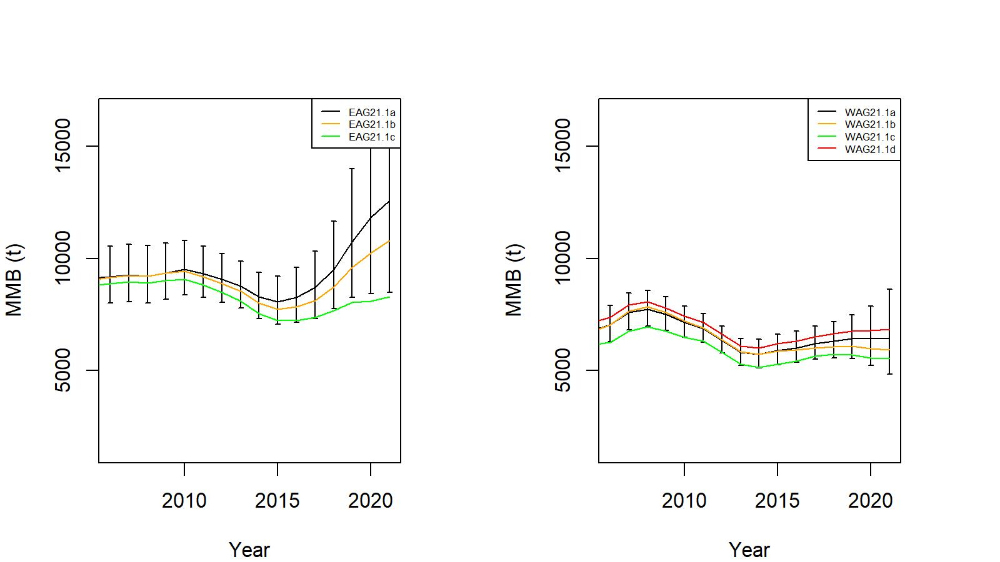 EAG21.1a
EAG21.1b
EAG21.1c
15000
10000
5000
MMB (t)
2010 2015 2020
Year
WAG21.1a
WAG21.1b
WAG21.1c
WAG21.1d
15000
10000
5000
MMB (t)
2010 2015 2020
Year